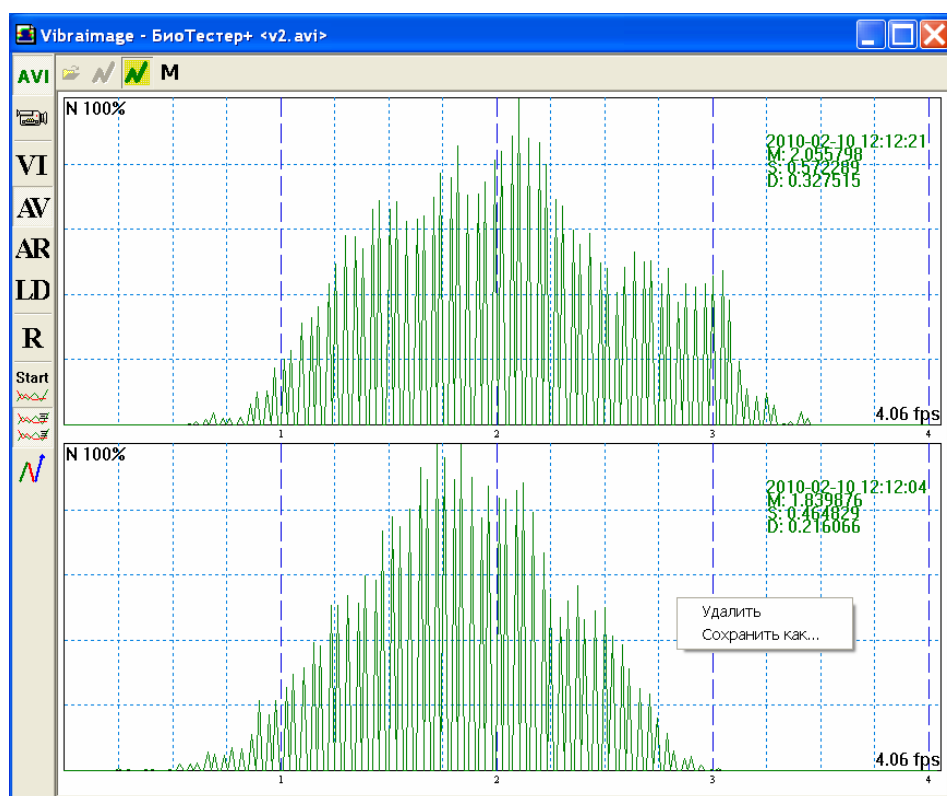 Vibraimage - БиоТестер+ <v2.avi>
AVI
M
VI
AV
AR
LD
R
Start
N 100%
2010-02-10 12:12:21
M: 2.055798
S: 0.572289
D: 0.327515
4.06 fps
1 2 3 4
N 100%
2010-02-10 12:12:04
M: 1.839876
S: 0.464829
D: 0.216066
Удалить
Сохранить как...
4.06 fps
1 2 3 4